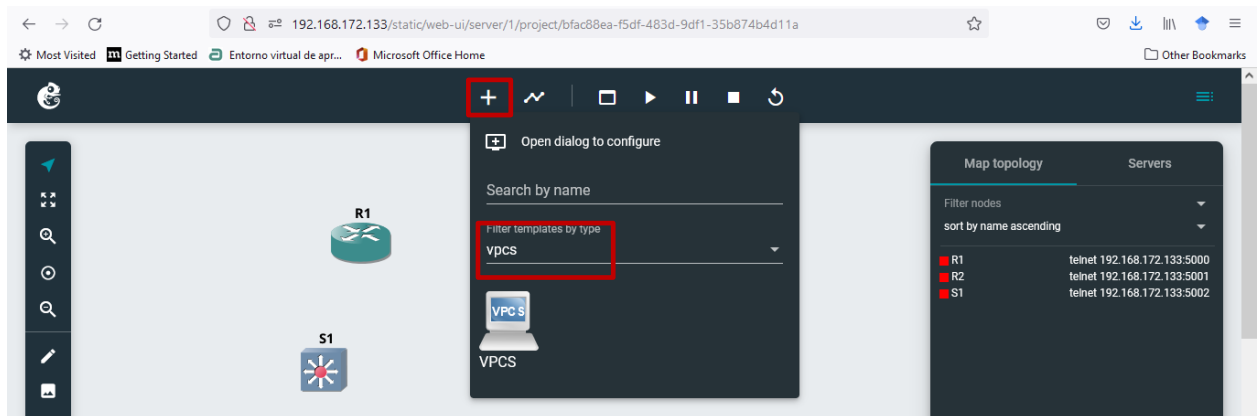 192.168.172.133/static/web-ui/server/1/project/bfac88ea-f5df-483d-9df1-35b874b4d11a
Most Visited m Getting Started Entorno virtual de apr... Microsoft Office Home Other Bookmarks
Open dialog to configure
Search by name
Filter templates by type
vpcs
VPCS
VPCS
R1
S1
Map topology Servers
Filter nodes
sort by name ascending
R1 telnet 192.168.172.133:5000
R2 telnet 192.168.172.133:5001
S1 telnet 192.168.172.133:5002